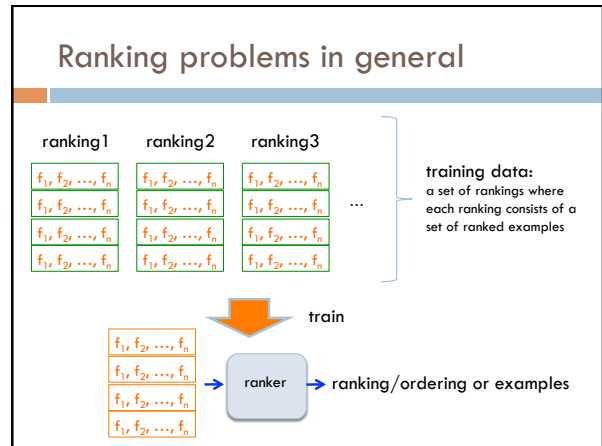 Ranking problems in general
ranking1 ranking2 ranking3
f₁, f₂, …, fₙ f₁, f₂, …, fₙ f₁, f₂, …, fₙ
f₁, f₂, …, fₙ f₁, f₂, …, fₙ f₁, f₂, …, fₙ
f₁, f₂, …, fₙ f₁, f₂, …, fₙ f₁, f₂, …, fₙ
f₁, f₂, …, fₙ f₁, f₂, …, fₙ f₁, f₂, …, fₙ
…
training data:
a set of rankings where
each ranking consists of a
set of ranked examples
train
f₁, f₂, …, fₙ
f₁, f₂, …, fₙ
f₁, f₂, …, fₙ
f₁, f₂, …, fₙ
ranker
ranking/ordering or examples